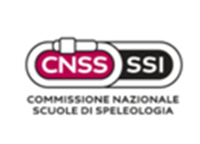 CNSS SSI
COMMISSIONE NAZIONALE
SCUOLE DI SPELEOLOGIA